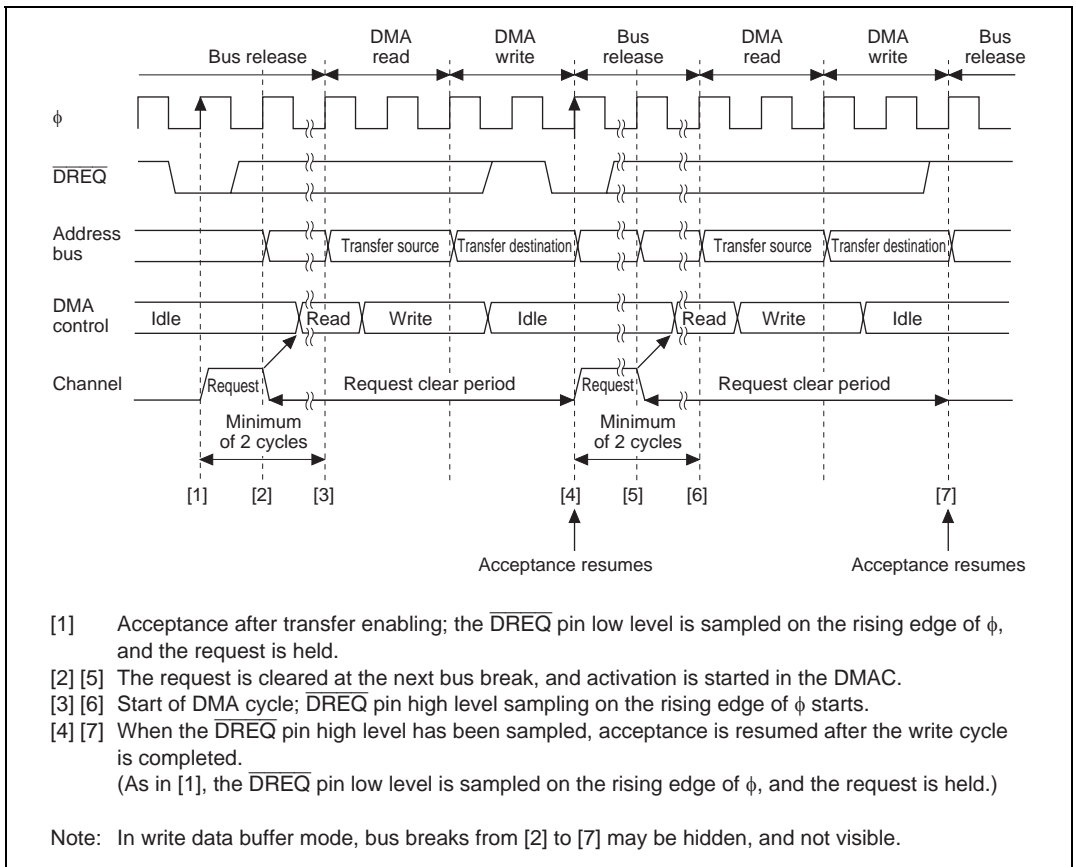 Bus release
DMA read
DMA write
Bus release
DMA read
DMA write
Bus release
φ
DREQ
Address bus
Transfer source
Transfer destination
Transfer source
Transfer destination
DMA control
Idle
Read
Write
Idle
Read
Write
Idle
Channel
Request
Request clear period
Request
Request clear period
Minimum of 2 cycles
Minimum of 2 cycles
[1] [2] [3] [4] [5] [6] [7]
Acceptance resumes
Acceptance resumes
[1] Acceptance after transfer enabling; the DREQ pin low level is sampled on the rising edge of φ,
and the request is held.
[2] [5] The request is cleared at the next bus break, and activation is started in the DMAC.
[3] [6] Start of DMA cycle; DREQ pin high level sampling on the rising edge of φ starts.
[4] [7] When the DREQ pin high level has been sampled, acceptance is resumed after the write cycle
is completed.
(As in [1], the DREQ pin low level is sampled on the rising edge of φ, and the request is held.)
Note: In write data buffer mode, bus breaks from [2] to [7] may be hidden, and not visible.